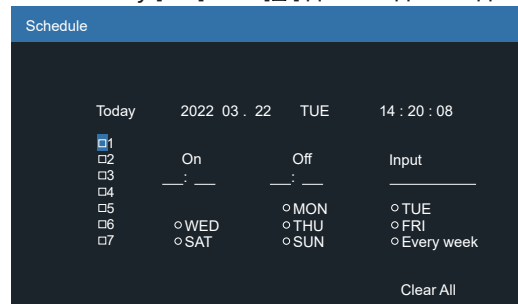 Schedule
Today 2022 03 . 22 TUE 14 : 20 : 08
1
2 On Off Input
3 __: __ __: __ ________
4
5 MON TUE
6 WED THU FRI
7 SAT SUN Every week
Clear All